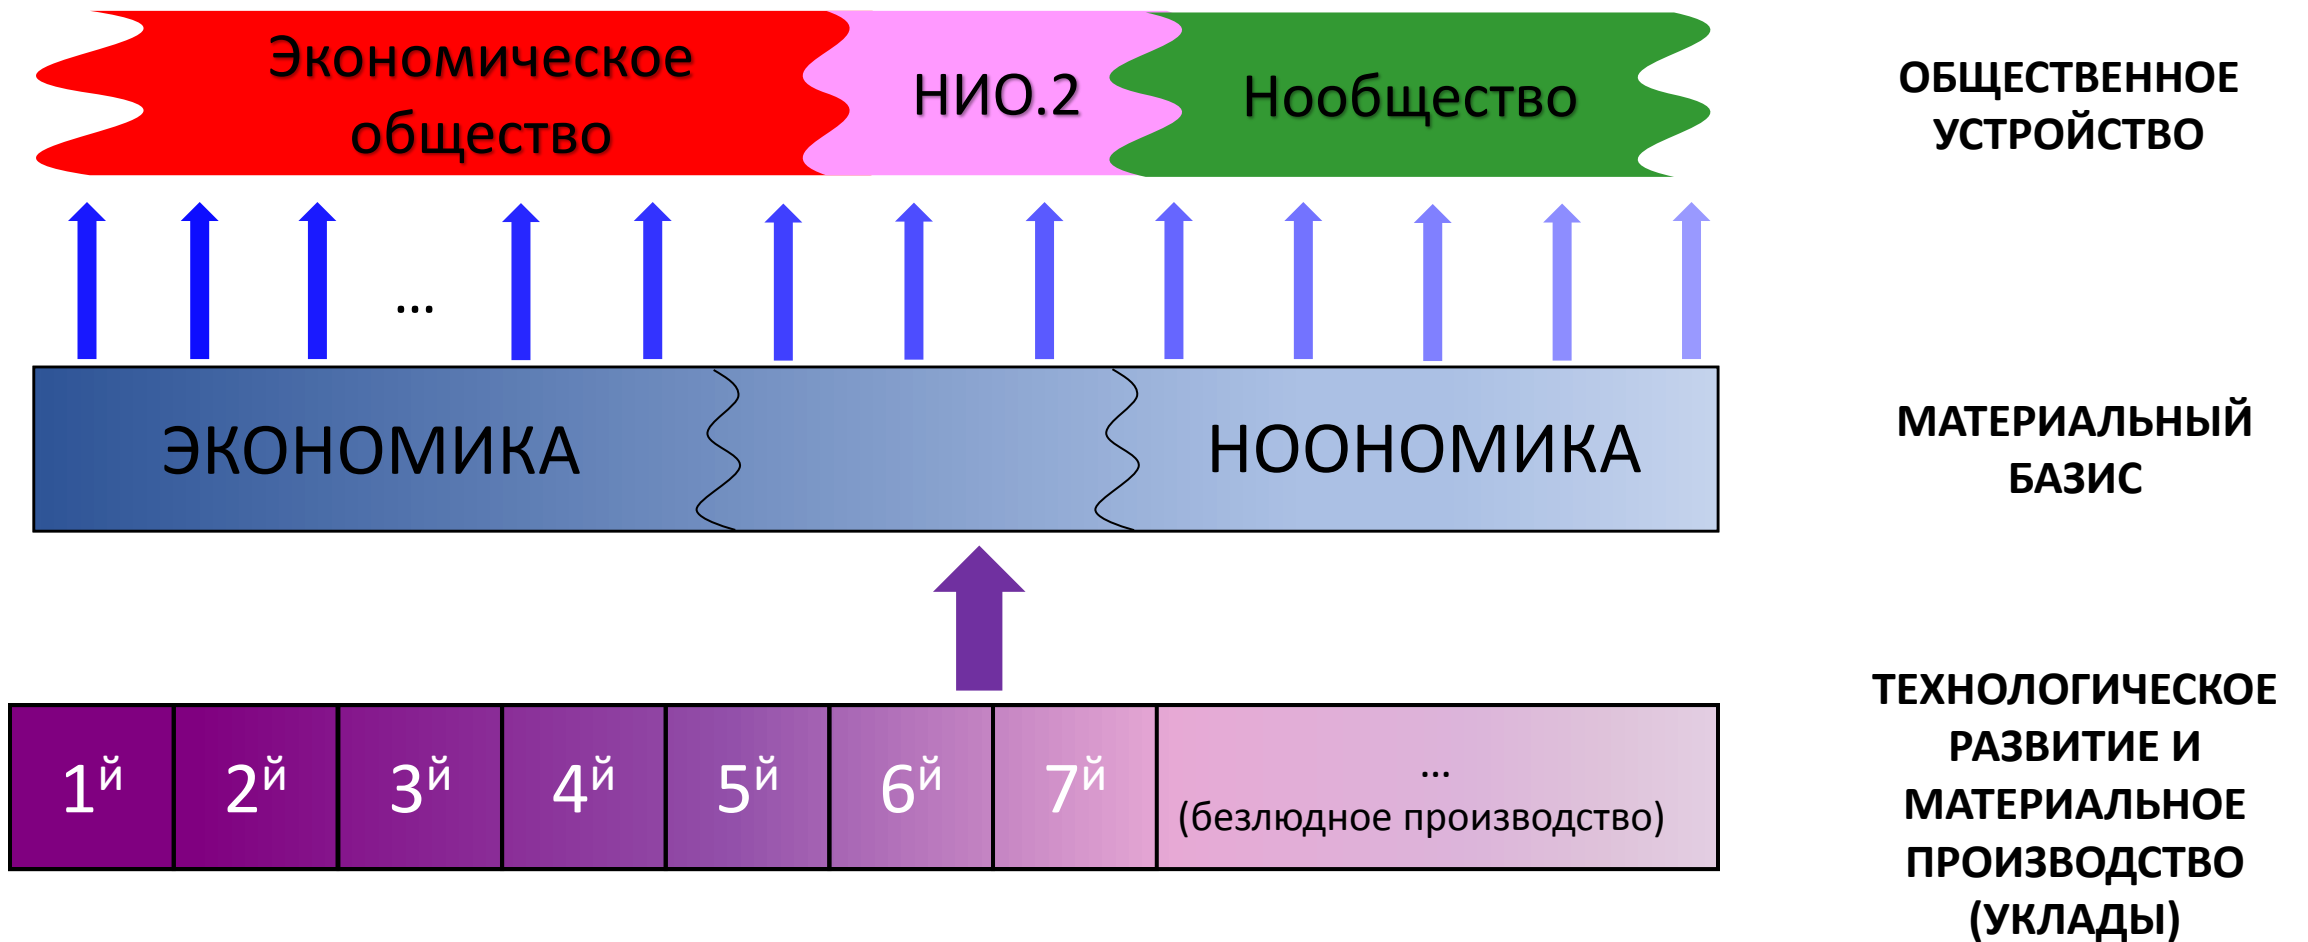 Экономическое
общество
НИО.2
Нообщество
ОБЩЕСТВЕННОЕ
УСТРОЙСТВО
...
ЭКОНОМИКА
НООНОМИКА
МАТЕРИАЛЬНЫЙ
БАЗИС
1й 2й 3й 4й 5й 6й 7й
...
(безлюдное производство)
ТЕХНОЛОГИЧЕСКОЕ
РАЗВИТИЕ И
МАТЕРИАЛЬНОЕ
ПРОИЗВОДСТВО
(УКЛАДЫ)